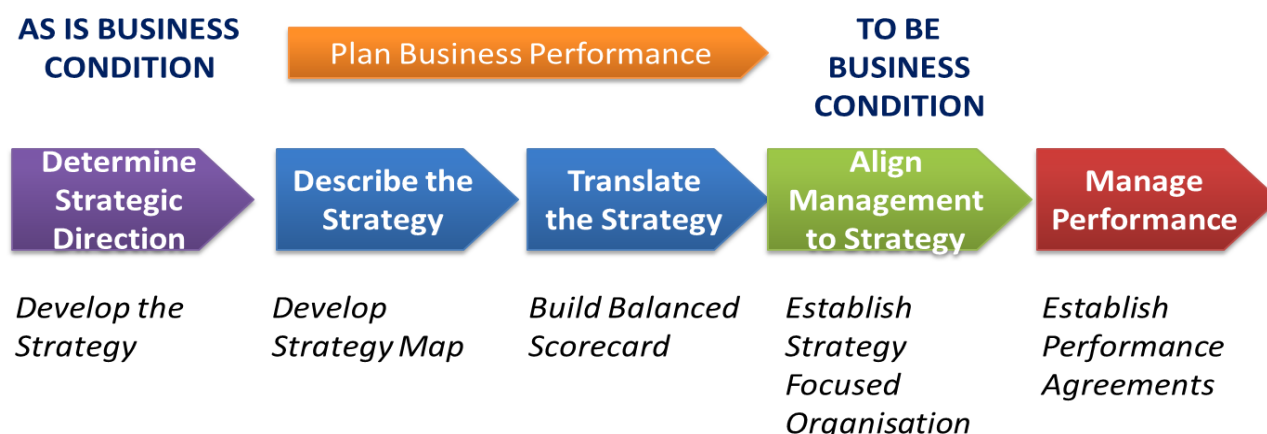 AS IS BUSINESS
CONDITION
Plan Business Performance
TO BE
BUSINESS
CONDITION
Determine
Strategic
Direction
Describe the
Strategy
Translate
the Strategy
Align
Management
to Strategy
Manage
Performance
Develop the
Strategy
Develop
Strategy Map
Build Balanced
Scorecard
Establish
Strategy
Focused
Organisation
Establish
Performance
Agreements